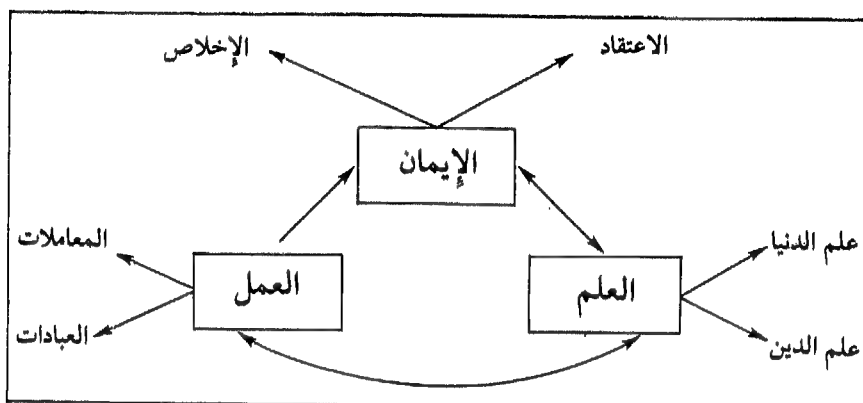 الاعتقاد
الإخلاص
الإيمان
علم الدنيا
المعاملات
العلم
العمل
علم الدين
العبادات